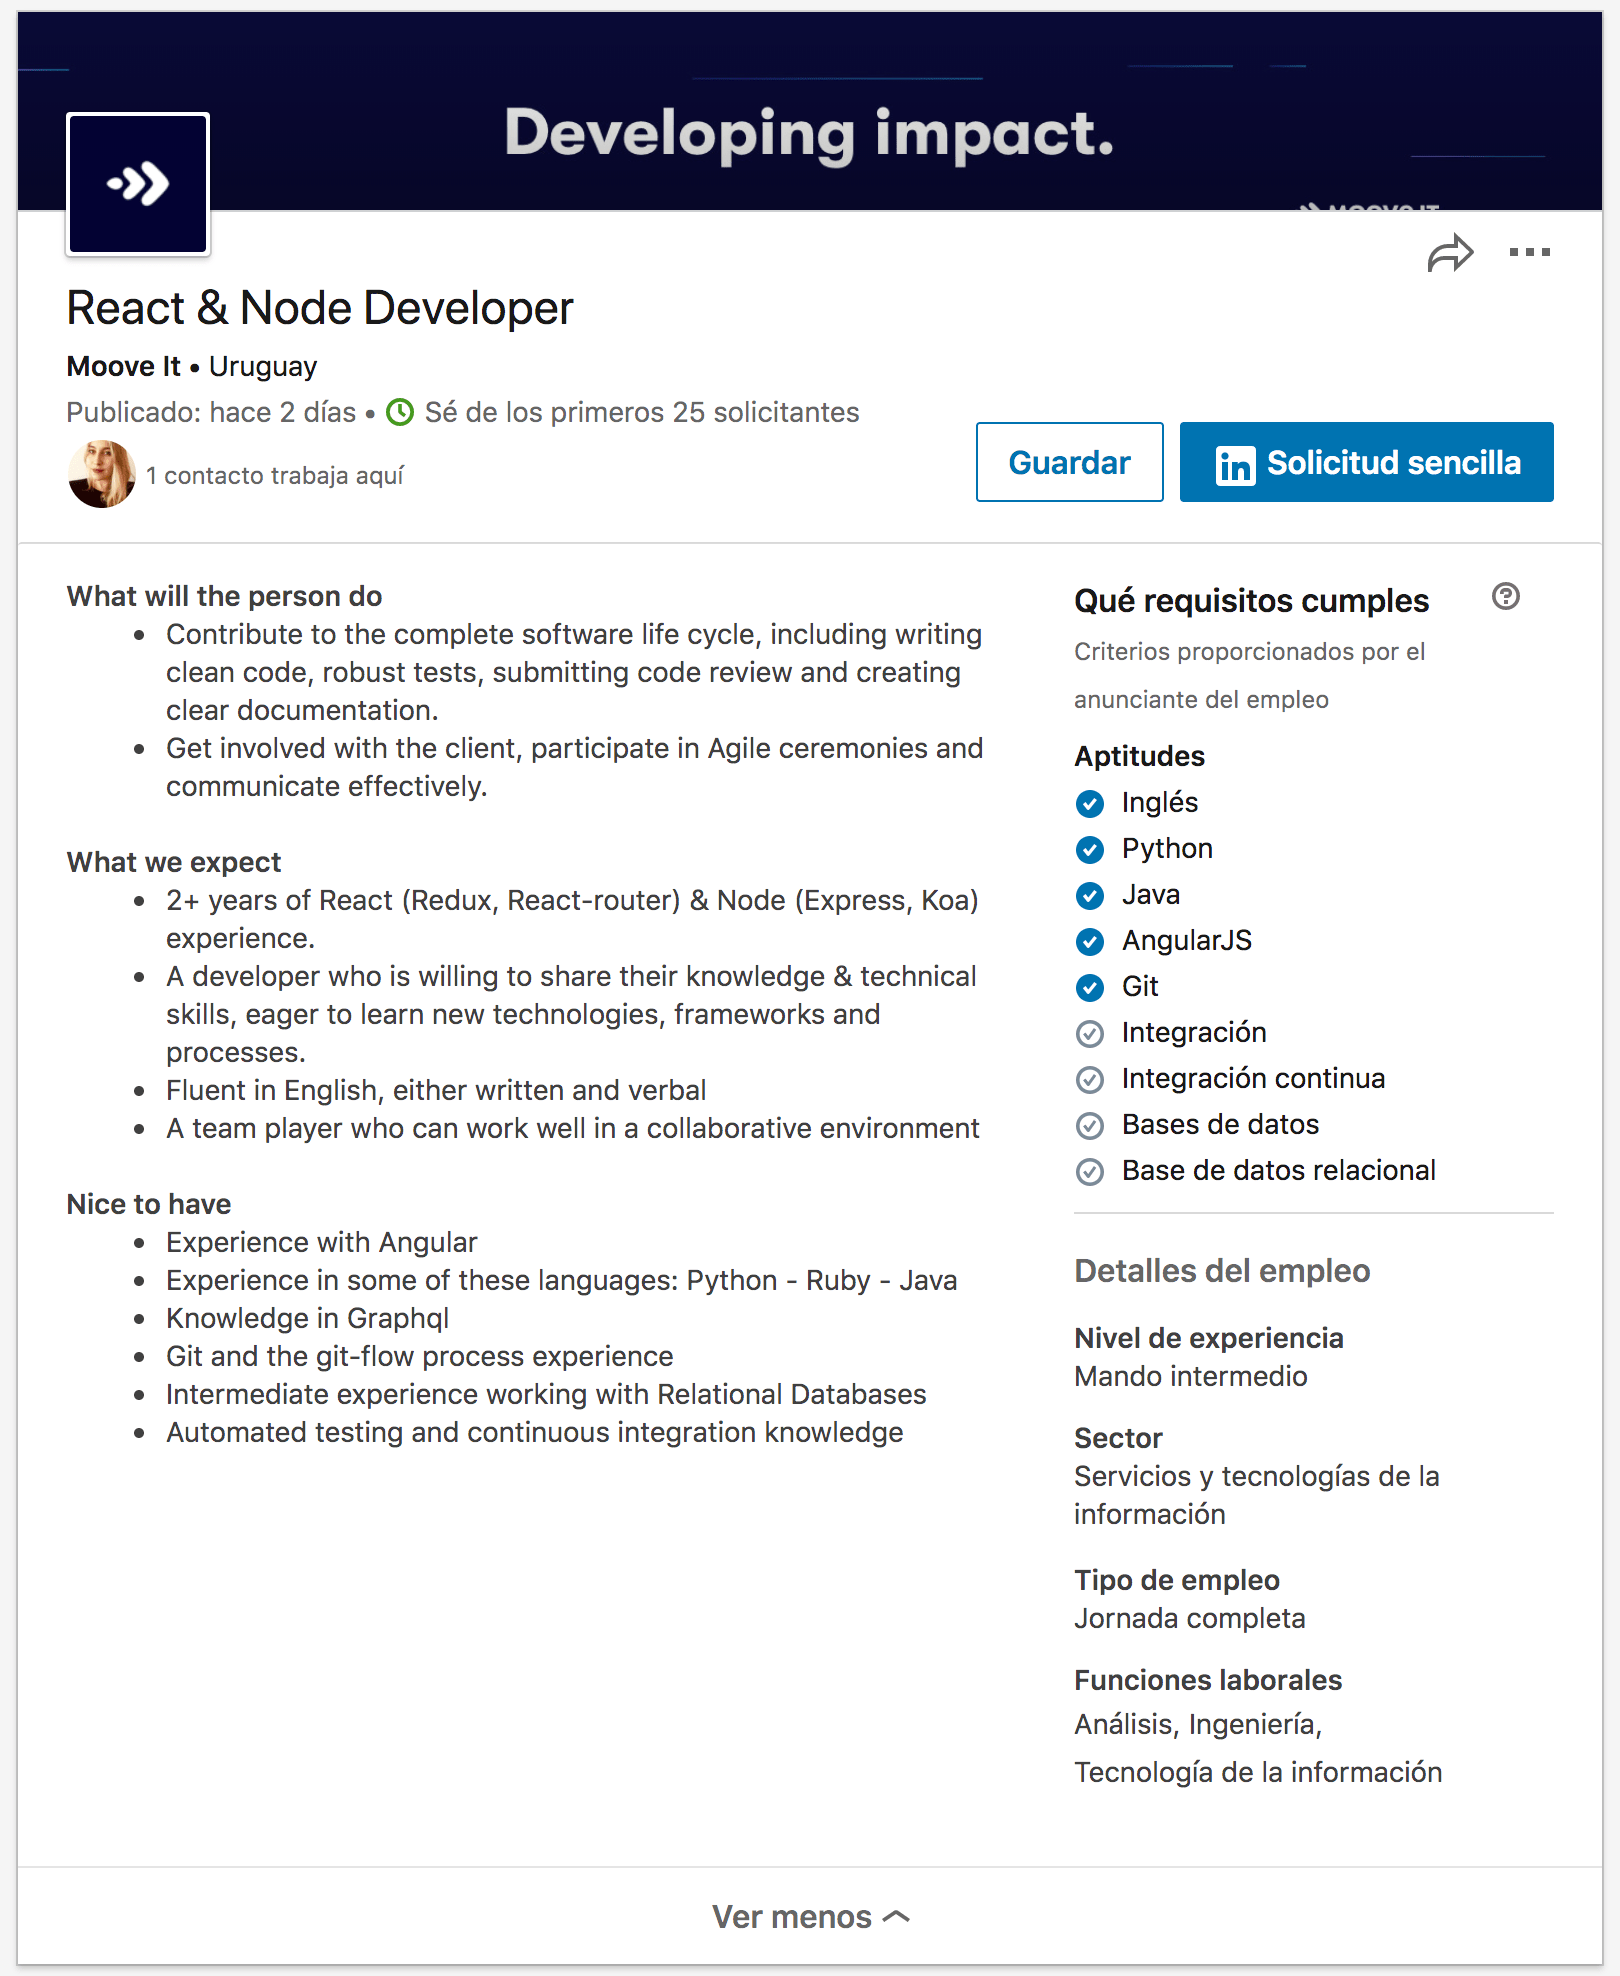 Developing impact.
MOOVE IT
React & Node Developer
Moove It • Uruguay
Publicado: hace 2 días • Sé de los primeros 25 solicitantes
1 contacto trabaja aquí
Guardar
in Solicitud sencilla
What will the person do
• Contribute to the complete software life cycle, including writing
clean code, robust tests, submitting code review and creating
clear documentation.
• Get involved with the client, participate in Agile ceremonies and
communicate effectively.
What we expect
• 2+ years of React (Redux, React-router) & Node (Express, Koa)
experience.
• A developer who is willing to share their knowledge & technical
skills, eager to learn new technologies, frameworks and
processes.
• Fluent in English, either written and verbal
• A team player who can work well in a collaborative environment
Nice to have
• Experience with Angular
• Experience in some of these languages: Python - Ruby - Java
• Knowledge in Graphql
• Git and the git-flow process experience
• Intermediate experience working with Relational Databases
• Automated testing and continuous integration knowledge
Qué requisitos cumples
Criterios proporcionados por el
anunciante del empleo
Aptitudes
Inglés
Python
Java
AngularJS
Git
Integración
Integración continua
Bases de datos
Base de datos relacional
Detalles del empleo
Nivel de experiencia
Mando intermedio
Sector
Servicios y tecnologías de la
información
Tipo de empleo
Jornada completa
Funciones laborales
Análisis, Ingeniería,
Tecnología de la información
Ver menos